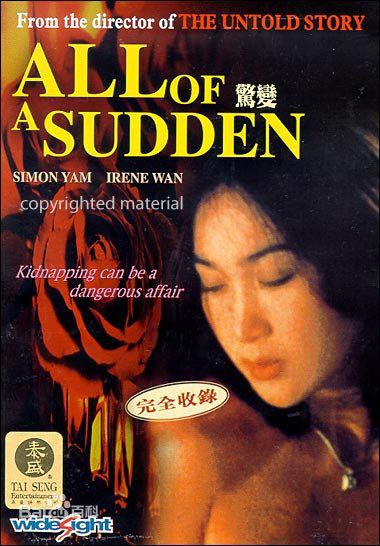 From the director of THE UNTOLD STORY
ALL OF
驚變
A SUDDEN
SIMON YAM IRENE WAN
copyrighted material
Kidnapping can be a
dangerous affair
完全收錄
泰盛
TAI SENG
Entertainment
Baidu百科
widesight